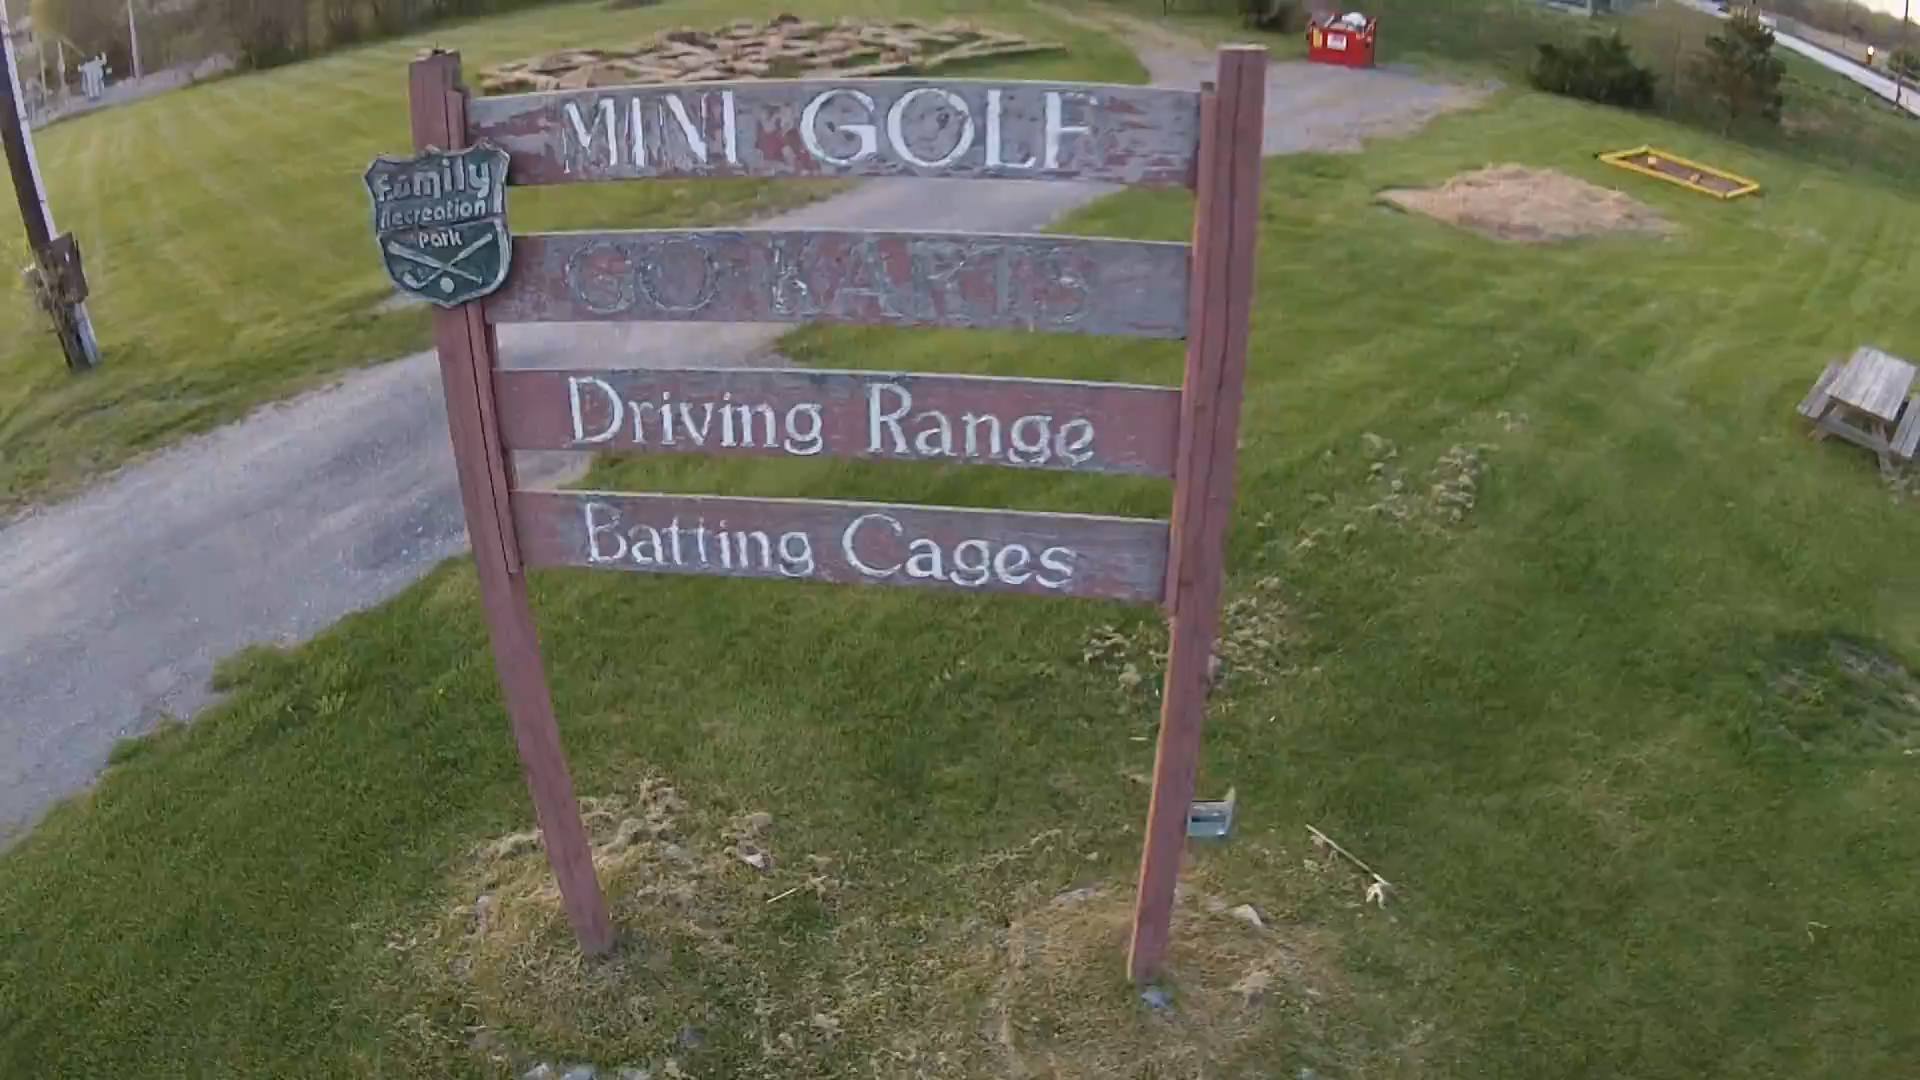 MINI GOLF
Family
Recreation
Park
GO KARTS
Driving Range
Batting Cages